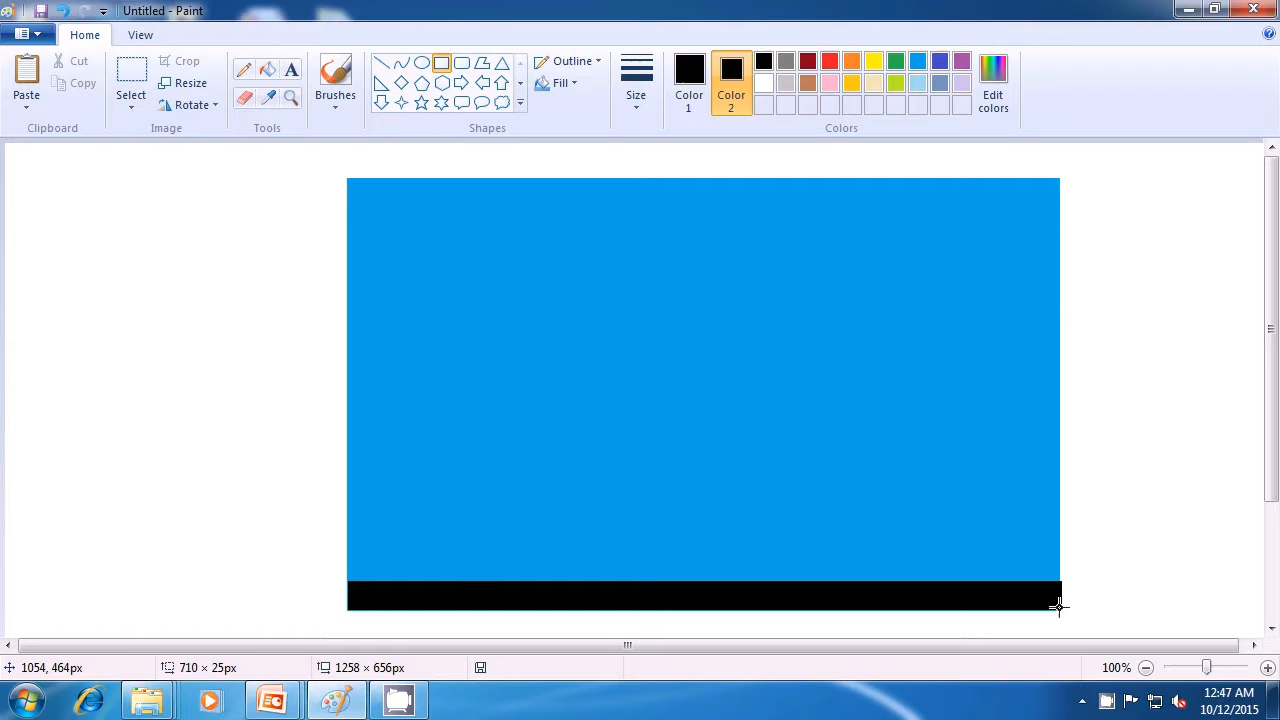 Untitled - Paint
Home View
Paste
Cut
Copy
Clipboard
Select
Crop
Resize
Rotate
Image
A
Tools
Brushes
Outline
Fill
Shapes
Size
Color 1
Color 2
Edit colors
Colors
1054, 464px 710 × 25px 1258 × 656px 100%
12:47 AM
10/12/2015